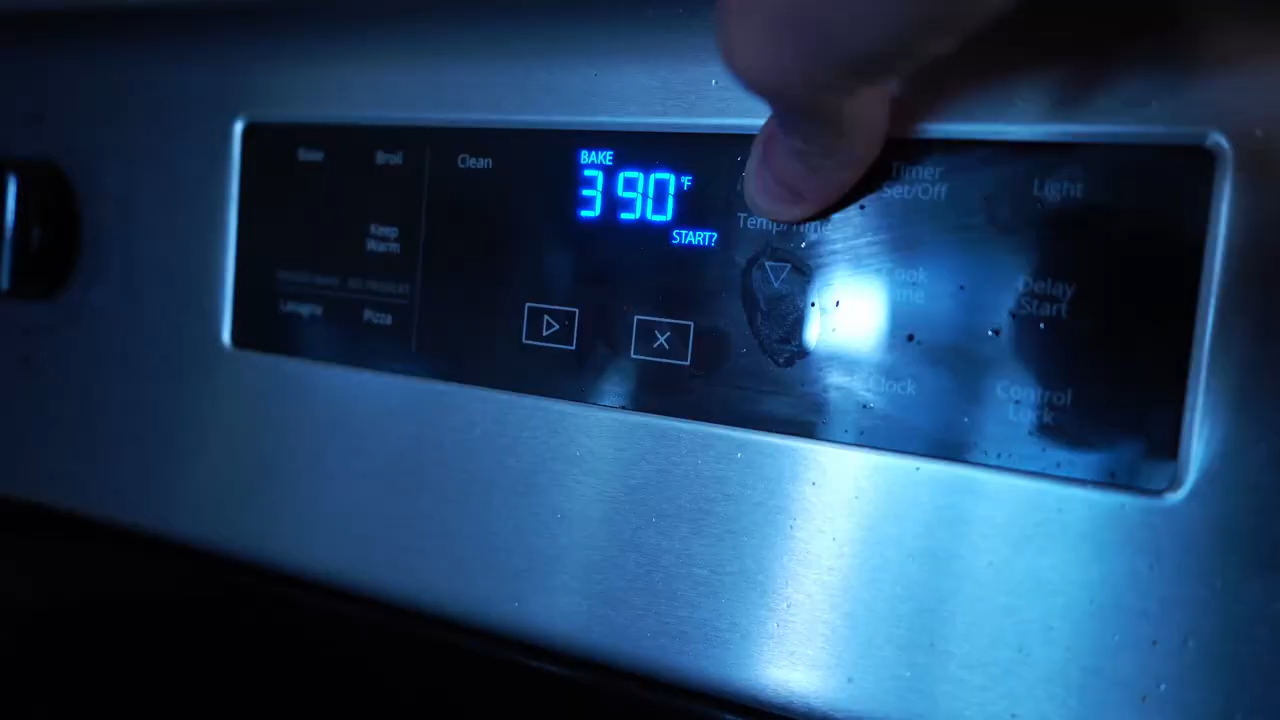 Bake
Broil
Clean
Keep
Warm
Lasagna
Pizza
BAKE
390°F
START?
Temp/Time
Timer
Set/Off
Light
Cook
Time
Delay
Start
Clock
Control
Lock